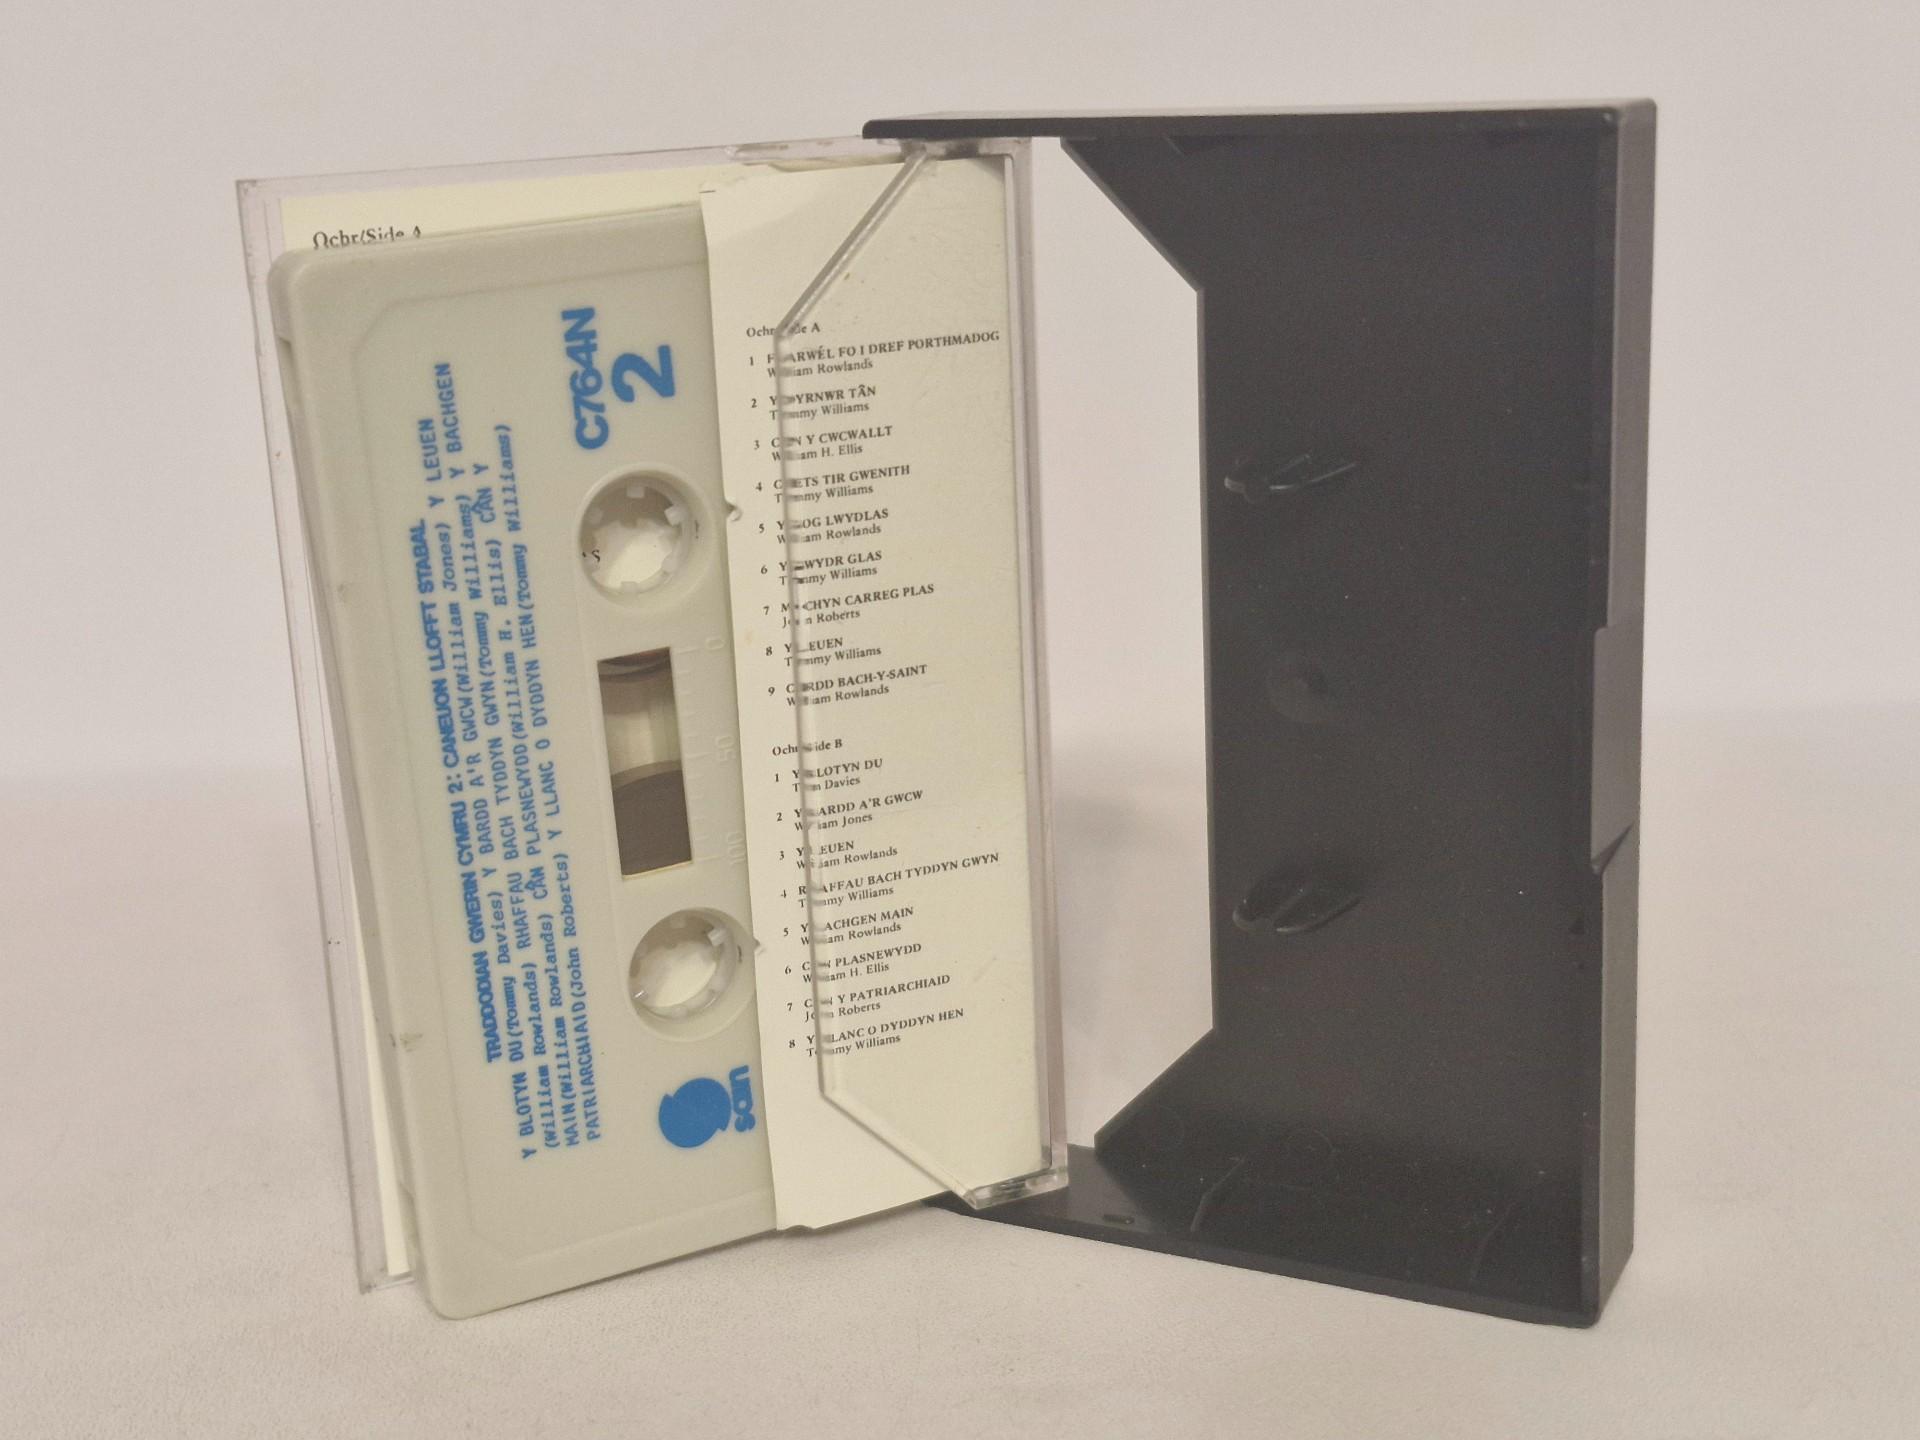 Ochr/Side A
C764N
2
TRADDODIAN GWERIN CYMRU 2: CANEUON LLOFFT STABAL
Y BLOTYN DU(Tommy Davies) Y BARDD A'R GWCW(William Jones) Y LEUEN
(William Rowlands) RHAFFAU BACH TYDDYN GWYN(Tommy Williams) Y BACHGEN
MAIN(William Rowlands) CÂN PLASNEWYDD(William H. Ellis) CÂN Y
PATRIARCHIAID(John Roberts) Y LLANC O DYDDYN HEN(Tommy Williams)
sain
0
50
100
Ochr/Side A
1 FFARWÉL FO I DREF PORTHMADOG
William Rowlands
2 Y DYRNWR TÂN
Tommy Williams
3 CÂN Y CWCWALLT
William H. Ellis
4 CWETS TIR GWENITH
Tommy Williams
5 Y GOG LWYDLAS
William Rowlands
6 Y GWYDR GLAS
Tommy Williams
7 MOCHYN CARREG PLAS
John Roberts
8 Y LEUEN
Tommy Williams
9 CERDD BACH-Y-SAINT
William Rowlands
Ochr/Side B
1 Y BLOTYN DU
Tom Davies
2 Y BARDD A'R GWCW
William Jones
3 Y LEUEN
William Rowlands
4 RHAFFAU BACH TYDDYN GWYN
Tommy Williams
5 Y BACHGEN MAIN
William Rowlands
6 CÂN PLASNEWYDD
William H. Ellis
7 CÂN Y PATRIARCHIAID
John Roberts
8 Y LLANC O DYDDYN HEN
Tommy Williams